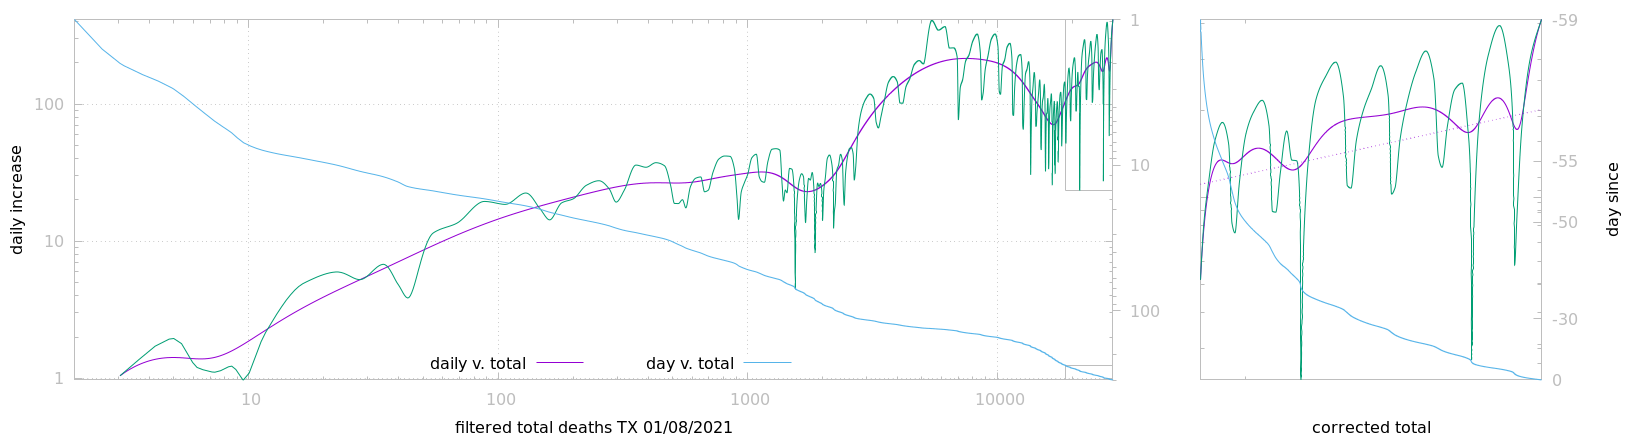 daily increase
100
10
1
10
100
1000
10000
1
10
100
daily v. total
day v. total
filtered total deaths TX 01/08/2021
-59
-55
-50
-30
0
day since
corrected total